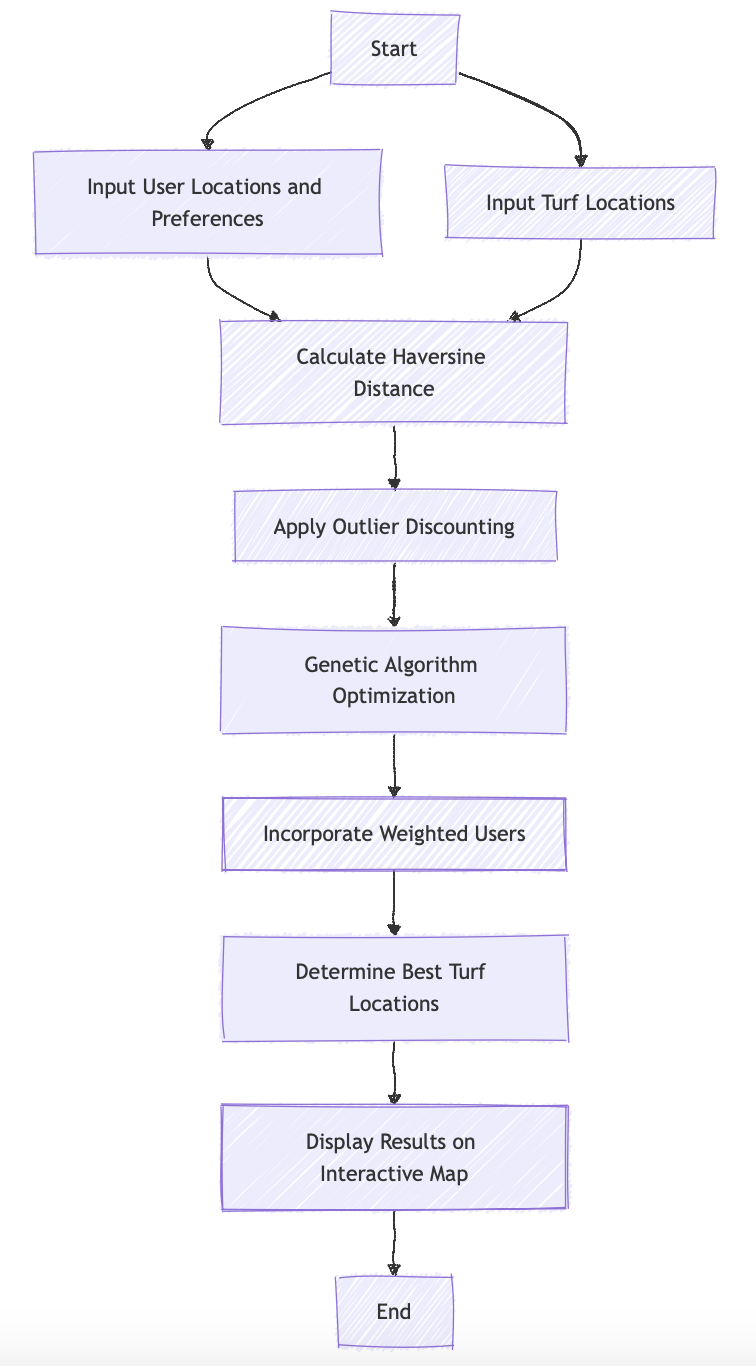 Start
Input User Locations and
Preferences
Input Turf Locations
Calculate Haversine
Distance
Apply Outlier Discounting
Genetic Algorithm
Optimization
Incorporate Weighted Users
Determine Best Turf
Locations
Display Results on
Interactive Map
End